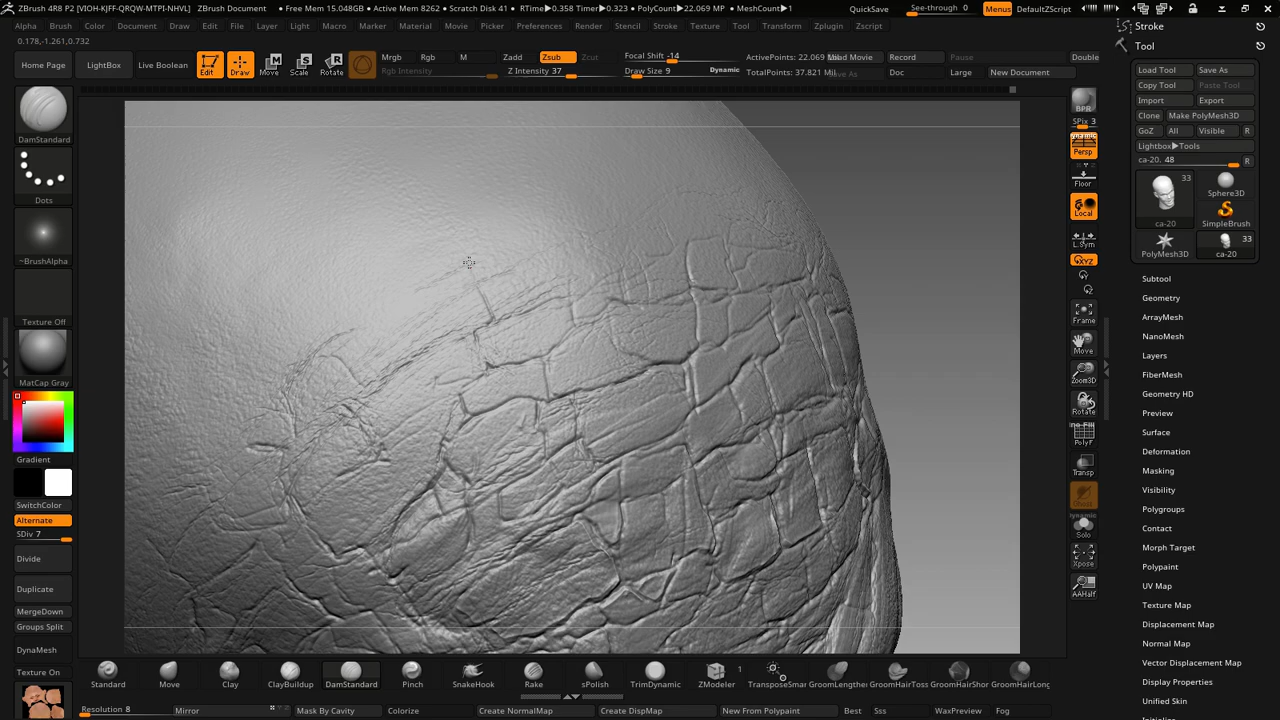 ZBrush 4R8 P2 [VIOH-KJFF-QRQW-MTPI-NHVL] ZBrush Document • Free Mem 15.048GB • Active Mem 8262 • Scratch Disk 41 • RTime▶0.358 Timer▶0.323 • PolyCount▶22.069 MP • MeshCount▶1 QuickSave See-through 0 Menus DefaultZScript
Alpha Brush Color Document Draw Edit File Layer Light Macro Marker Material Movie Picker Preferences Render Stencil Stroke Texture Tool Transform Zplugin Zscript
Stroke
0.178,-1.261,0.732
Tool
Home Page LightBox Live Boolean Edit Draw Move Scale Rotate
Mrgb Rgb M Zadd Zsub Zcut Focal Shift -14 ActivePoints: 22.069 Load Movie Record Pause Double
Rgb Intensity Z Intensity 37 Draw Size 9 Dynamic TotalPoints: 37.821 Mil Save As Doc Large New Document
Load Tool Save As
Copy Tool Paste Tool
Import Export
Clone Make PolyMesh3D
GoZ All Visible R
Lightbox▶Tools
ca-20. 48 R
33
Sphere3D
ca-20 SimpleBrush
33
PolyMesh3D ca-20
DamStandard
Dots
~BrushAlpha
Texture Off
MatCap Gray
Gradient
SwitchColor
Alternate
SDiv 7
Divide
Duplicate
MergeDown
Groups Split
DynaMesh
Texture On
BPR
SPix 3
Dynamic
Persp
Floor
Local
L.Sym
XYZ
Frame
Move
Zoom3D
Rotate
PolyF
Transp
Dynamic
Solo
Xpose
AAHalf
Subtool
Geometry
ArrayMesh
NanoMesh
Layers
FiberMesh
Geometry HD
Preview
Surface
Deformation
Masking
Visibility
Polygroups
Contact
Morph Target
Polypaint
UV Map
Texture Map
Displacement Map
Normal Map
Vector Displacement Map
Display Properties
Unified Skin
Standard Move Clay ClayBuildup DamStandard Pinch SnakeHook Rake sPolish TrimDynamic ZModeler 1 TransposeSmar GroomLengthen GroomHairToss GroomHairShor GroomHairLong
Resolution 8 Mirror Mask By Cavity Colorize Create NormalMap Create DispMap New From Polypaint Best Sss WaxPreview Fog